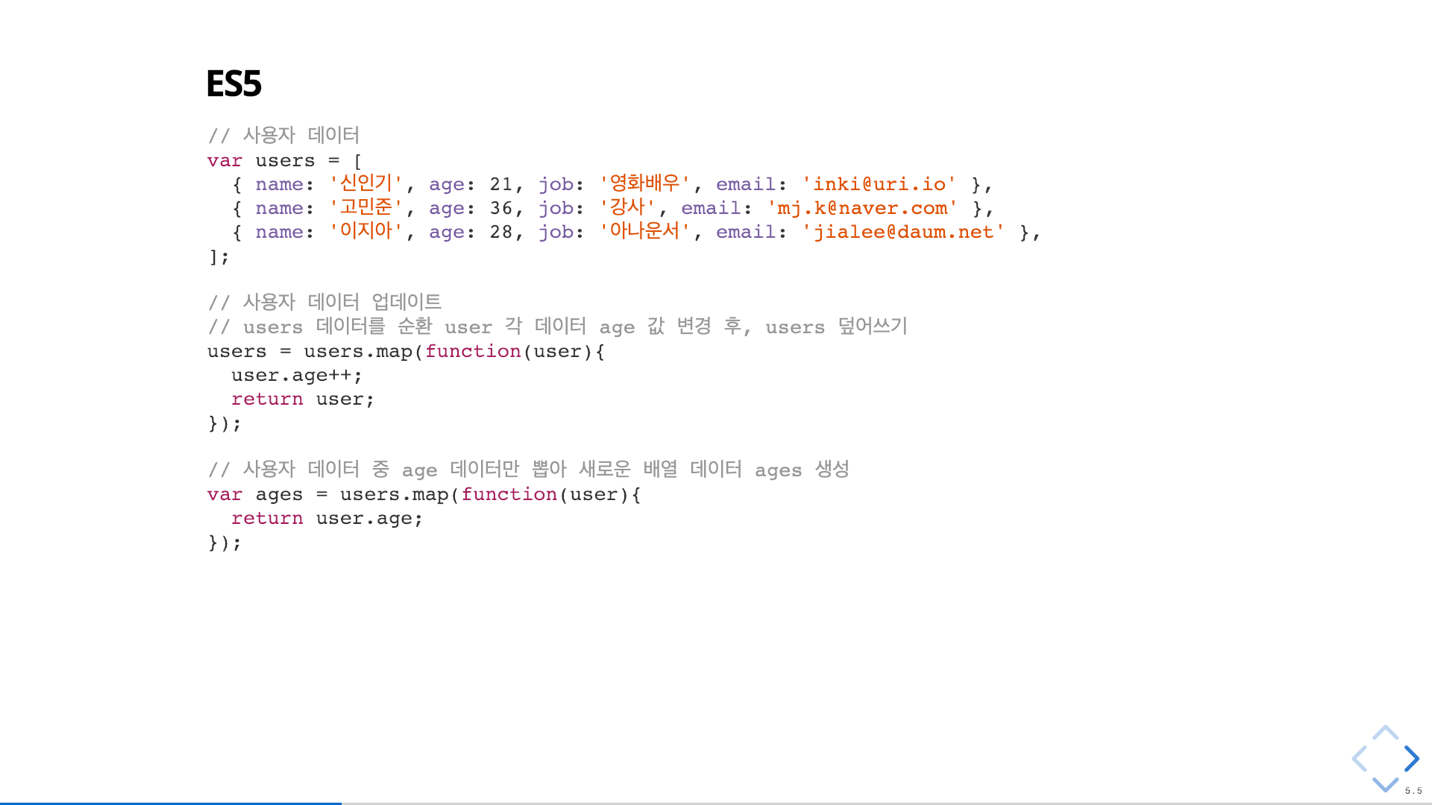 ES5
// 사용자 데이터
var users = [
  { name: '신인기', age: 21, job: '영화배우', email: 'inki@uri.io' },
  { name: '고민준', age: 36, job: '강사', email: 'mj.k@naver.com' },
  { name: '이지아', age: 28, job: '아나운서', email: 'jialee@daum.net' },
];
// 사용자 데이터 업데이트
// users 데이터를 순환 user 각 데이터 age 값 변경 후, users 덮어쓰기
users = users.map(function(user){
  user.age++;
  return user;
});
// 사용자 데이터 중 age 데이터만 뽑아 새로운 배열 데이터 ages 생성
var ages = users.map(function(user){
  return user.age;
});
5.5